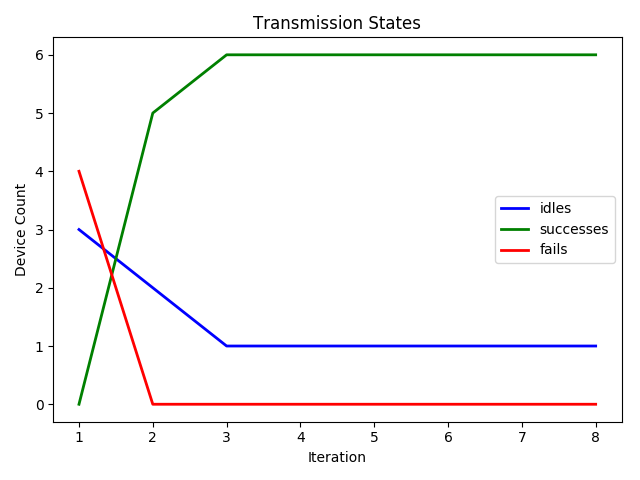 Transmission States
Device Count
6
5
4
3
2
1
0
idles
successes
fails
1 2 3 4 5 6 7 8
Iteration